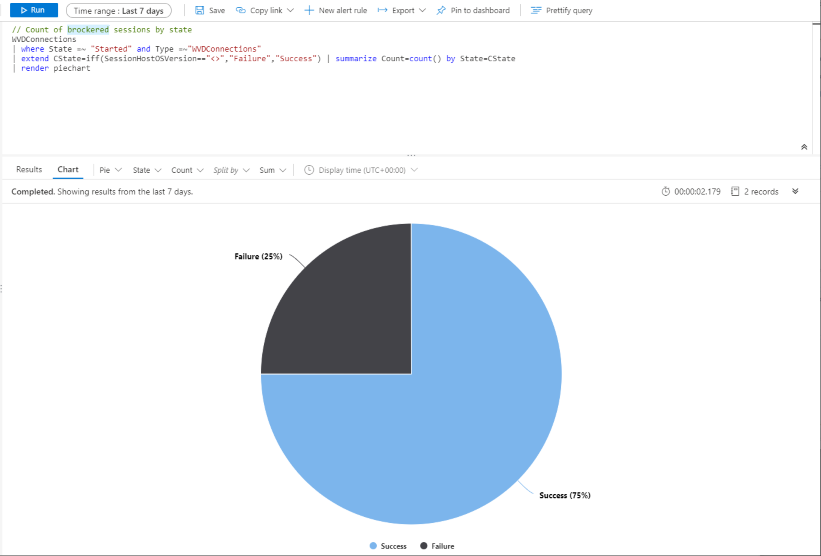 Run Time range : Last 7 days Save Copy link New alert rule Export Pin to dashboard Prettify query
// Count of brockered sessions by state
WVDConnections
| where State =~ "Started" and Type =~"WVDConnections"
| extend CState=iff(SessionHostOSVersion=="<>","Failure","Success") | summarize Count=count() by State=CState
| render piechart
Results Chart Pie State Count Split by Sum Display time (UTC+00:00)
Completed. Showing results from the last 7 days. 00:00:02.179 2 records
Failure (25%)
Success (75%)
Success Failure